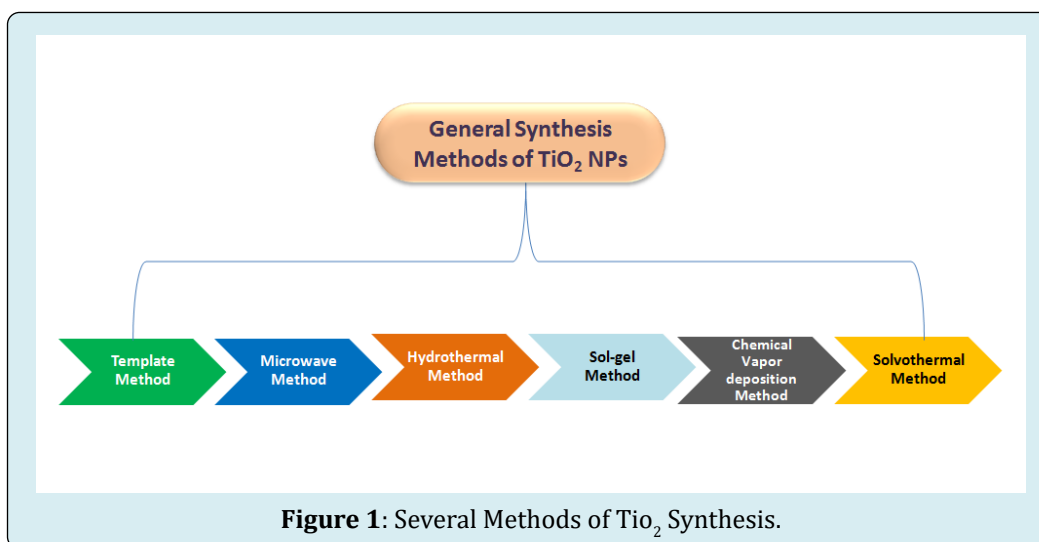 General Synthesis
Methods of TiO₂ NPs
Template
Method
Microwave
Method
Hydrothermal
Method
Sol-gel
Method
Chemical
Vapor
deposition
Method
Solvothermal
Method
Figure 1: Several Methods of Tio₂ Synthesis.